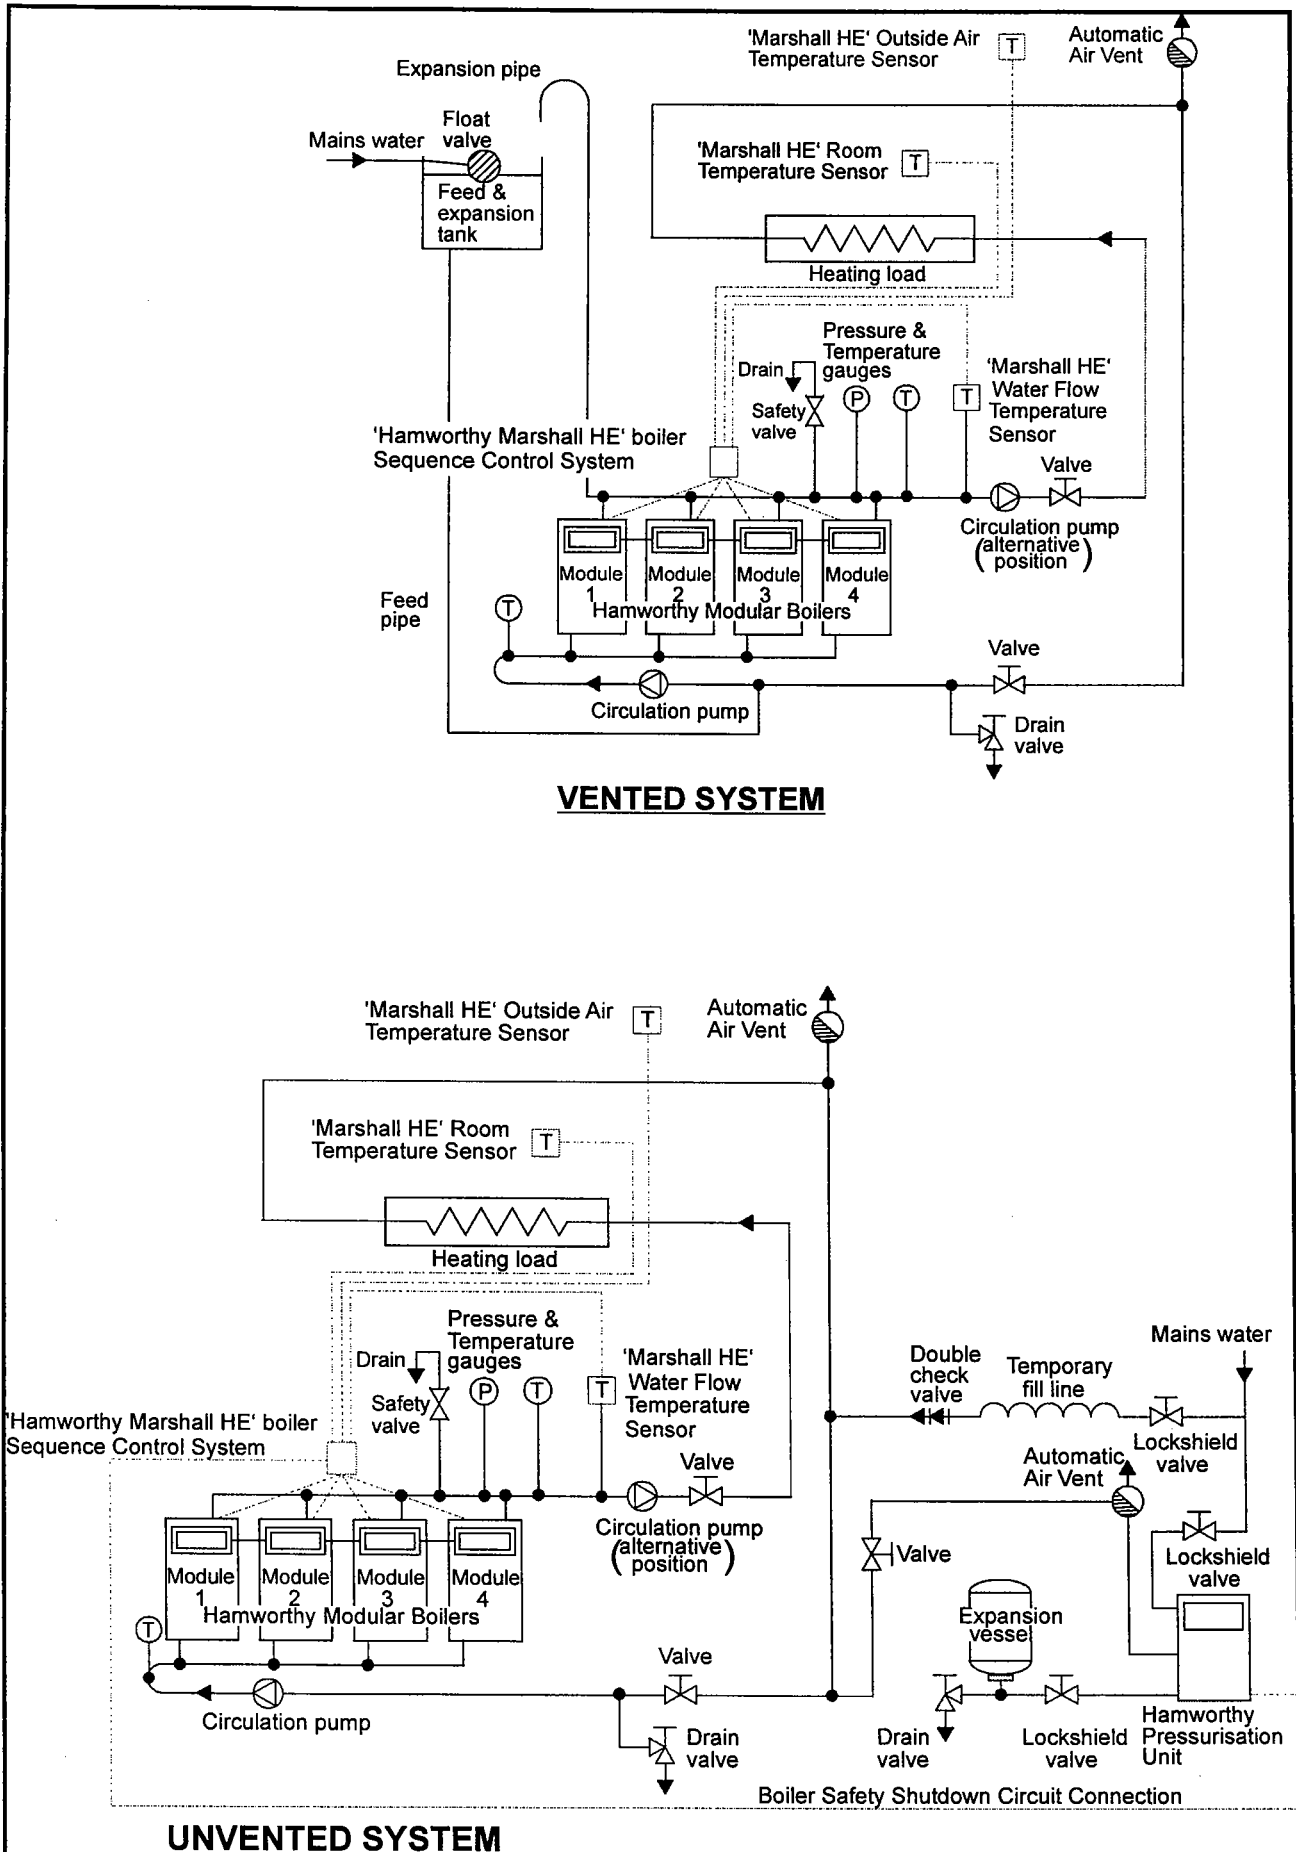 'Marshall HE' Outside Air
Temperature Sensor
T
Automatic
Air Vent
Expansion pipe
Float
valve
Mains water
Feed &
expansion
tank
'Marshall HE' Room
Temperature Sensor
T
Heating load
Pressure &
Temperature
gauges
Drain
Safety
valve
P
T
T
'Marshall HE'
Water Flow
Temperature
Sensor
'Hamworthy Marshall HE' boiler
Sequence Control System
Valve
Circulation pump
(alternative
position)
Module
1
Module
2
Module
3
Module
4
Hamworthy Modular Boilers
Feed
pipe
T
Valve
Circulation pump
Drain
valve
VENTED SYSTEM
'Marshall HE' Outside Air
Temperature Sensor
T
Automatic
Air Vent
'Marshall HE' Room
Temperature Sensor
T
Heating load
Pressure &
Temperature
gauges
Drain
Safety
valve
P
T
T
'Marshall HE'
Water Flow
Temperature
Sensor
'Hamworthy Marshall HE' boiler
Sequence Control System
Valve
Circulation pump
(alternative
position)
Mains water
Double
check
valve
Temporary
fill line
Lockshield
valve
Automatic
Air Vent
Valve
Lockshield
valve
Module
1
Module
2
Module
3
Module
4
Hamworthy Modular Boilers
T
Expansion
vessel
Valve
Circulation pump
Drain
valve
Drain
valve
Lockshield
valve
Hamworthy
Pressurisation
Unit
Boiler Safety Shutdown Circuit Connection
UNVENTED SYSTEM